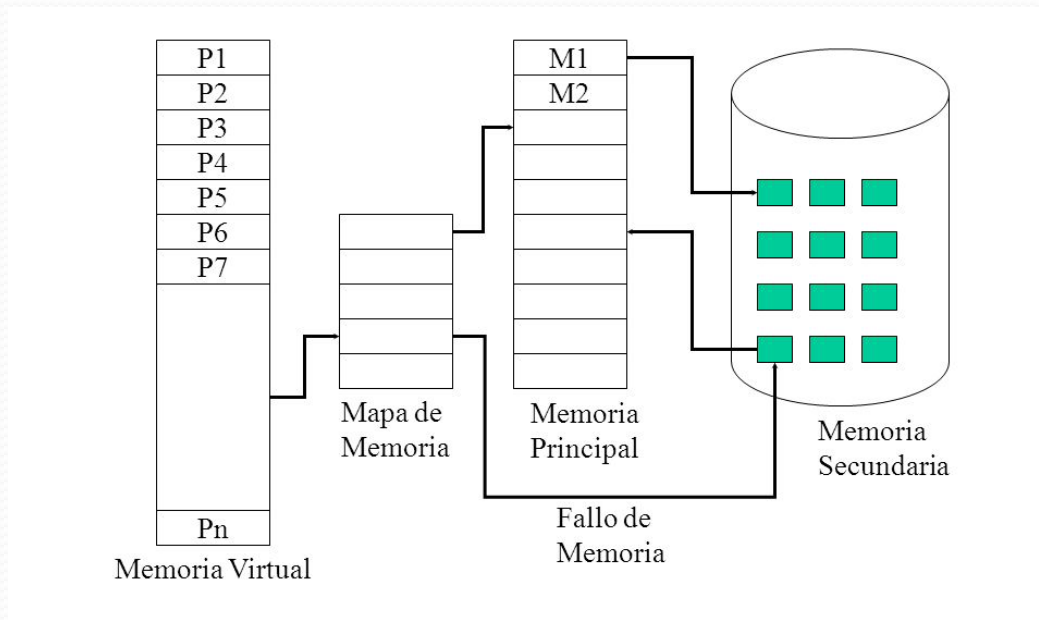 P1
P2
P3
P4
P5
P6
P7
Pn
Memoria Virtual
Mapa de
Memoria
M1
M2
Memoria
Principal
Fallo de
Memoria
Memoria
Secundaria